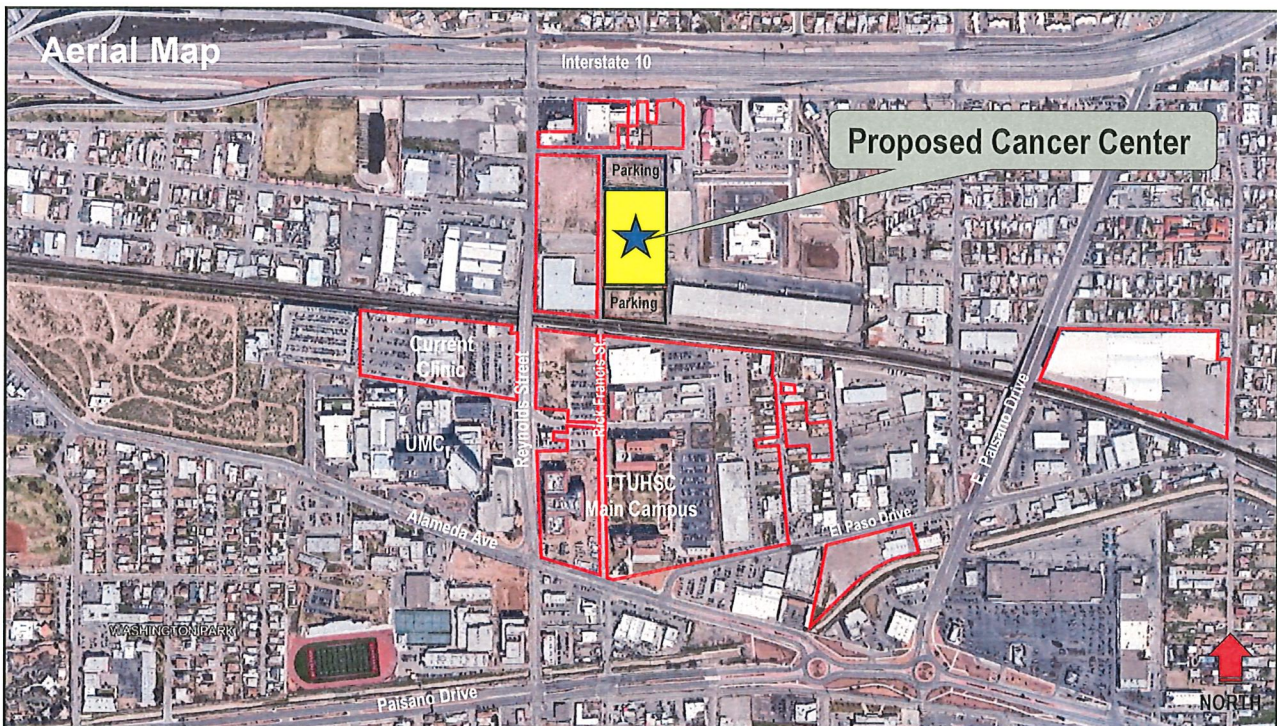 Aerial Map
Interstate 10
Proposed Cancer Center
Parking
Parking
Current
Clinic
Reynolds Street
Rick Francis St.
UMC
TTUHSC
Main Campus
E. Paisano Drive
El Paso Drive
Alameda Ave
WASHINGTON PARK
Paisano Drive
NORTH